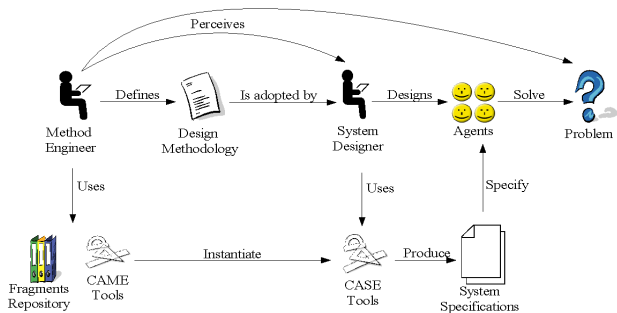 Perceives
Defines
Is adopted by
Designs
Solve
Method
Engineer
Design
Methodology
System
Designer
Agents
Problem
Uses
Uses
Specify
Fragments
Repository
CAME
Tools
Instantiate
CASE
Tools
Produce
System
Specifications